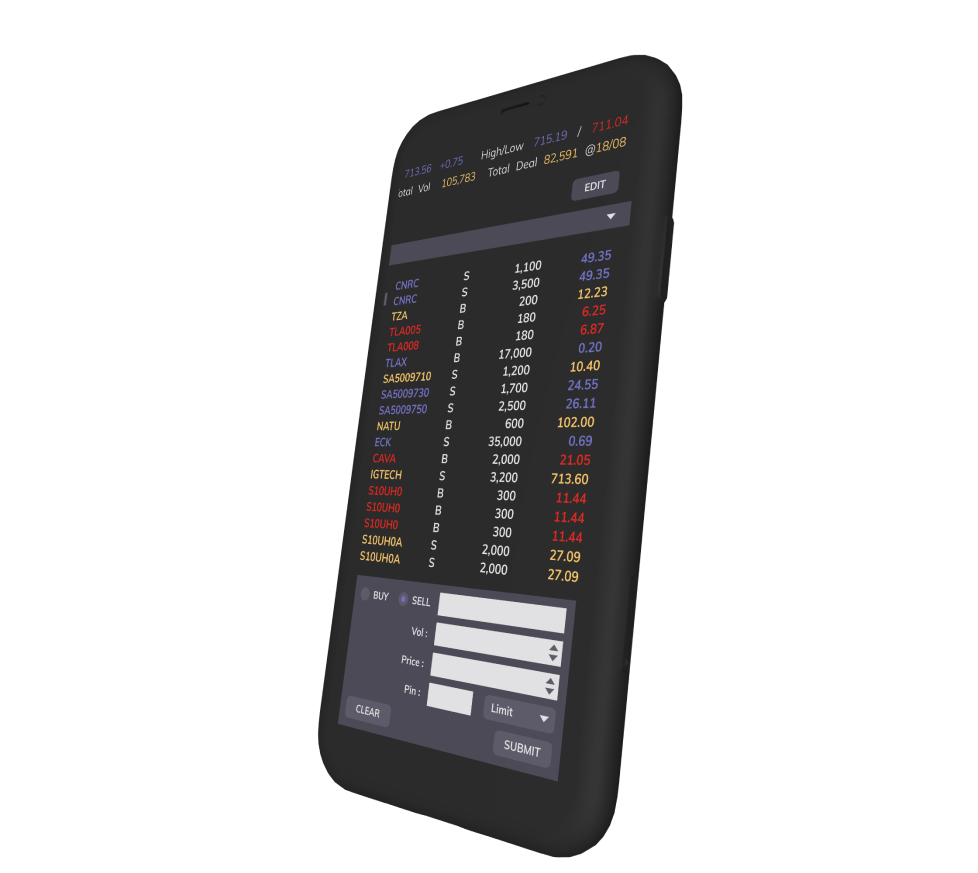 713.56 +0.75 High/Low 715.19 / 711.04
otal Vol 105,783 Total Deal 82,591 @18/08
EDIT
CNRC S 1,100 49.35
CNRC S 3,500 49.35
TZA B 200 12.23
TLA005 B 180 6.25
TLA008 B 180 6.87
TLAX B 17,000 0.20
SA5009710 S 1,200 10.40
SA5009730 S 1,700 24.55
SA5009750 S 2,500 26.11
NATU B 600 102.00
ECK S 35,000 0.69
CAVA B 2,000 21.05
IGTECH S 3,200 713.60
S10UH0 B 300 11.44
S10UH0 B 300 11.44
S10UH0 B 300 11.44
S10UH0A S 2,000 27.09
S10UH0A S 2,000 27.09
BUY SELL
Vol :
Price :
Pin : Limit
CLEAR SUBMIT